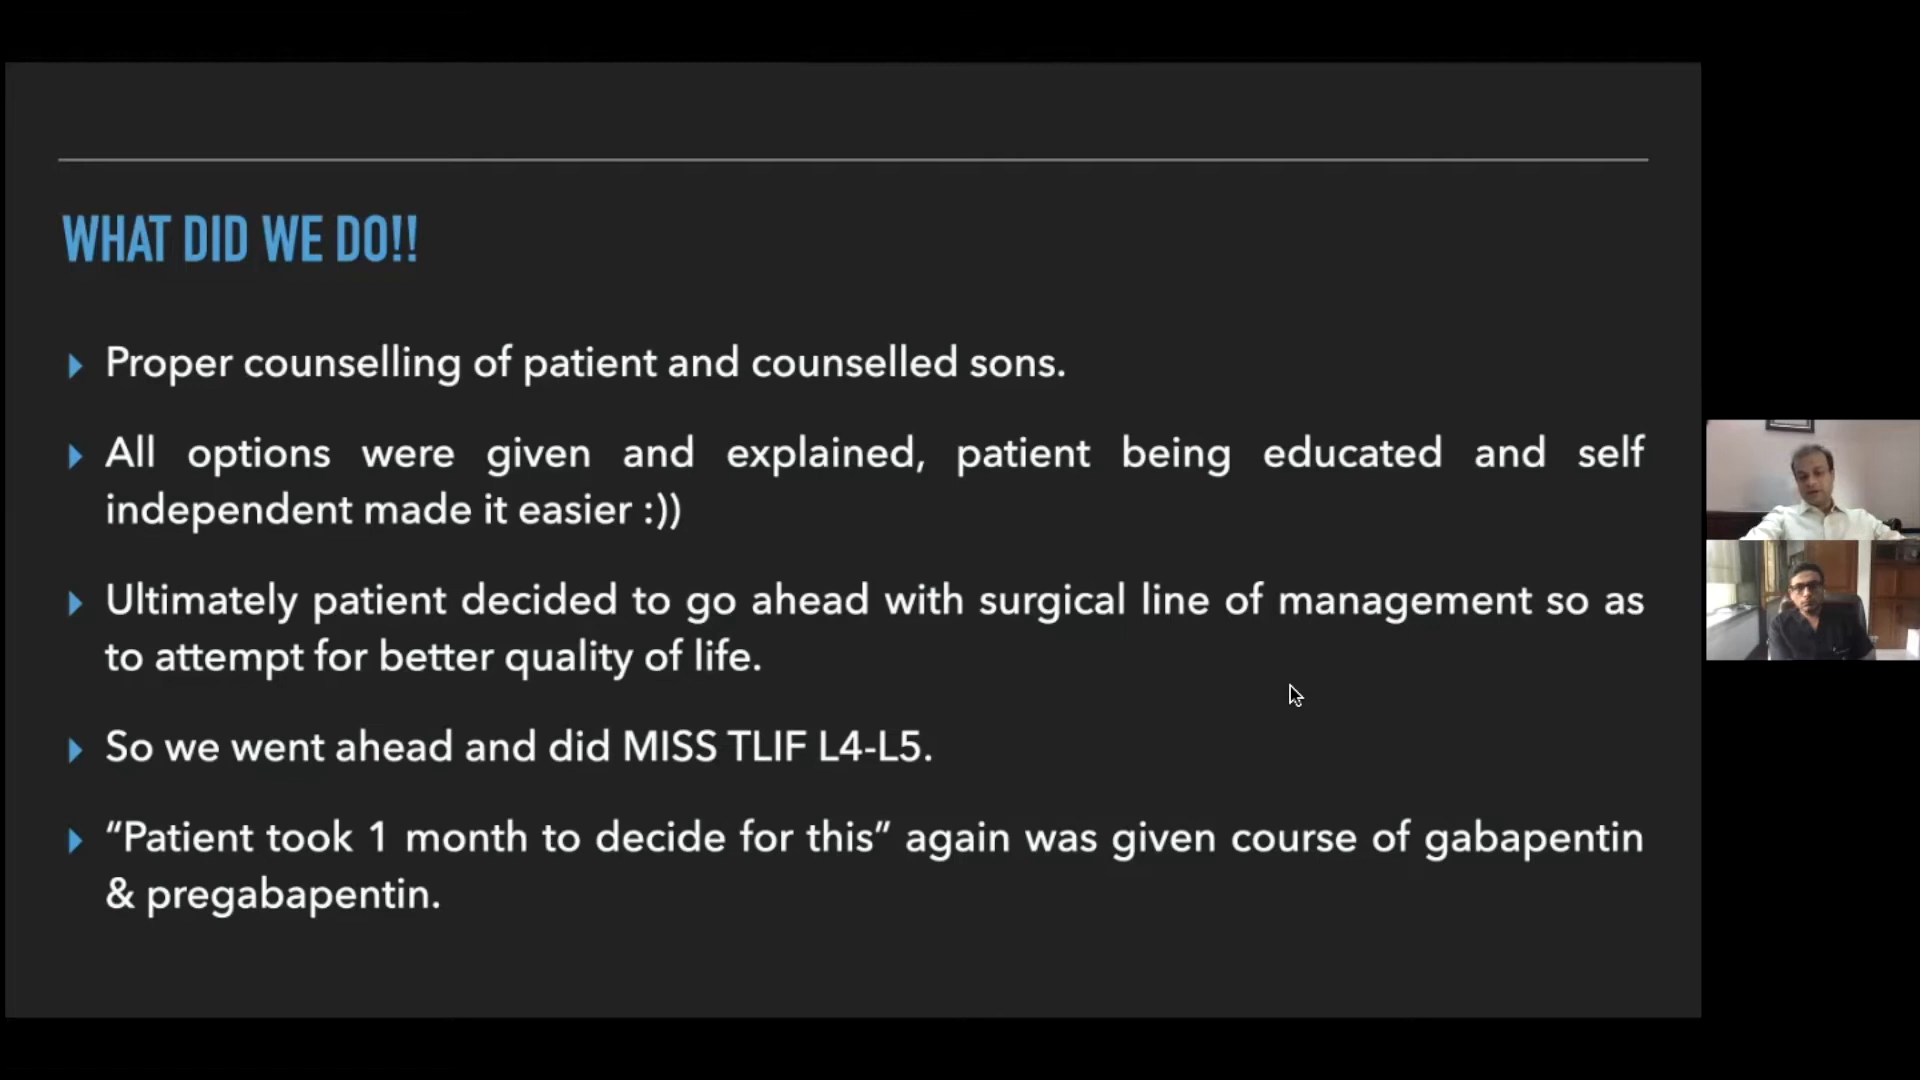 WHAT DID WE DO!!
Proper counselling of patient and counselled sons.
All options were given and explained, patient being educated and self
independent made it easier :))
Ultimately patient decided to go ahead with surgical line of management so as
to attempt for better quality of life.
So we went ahead and did MISS TLIF L4-L5.
“Patient took 1 month to decide for this” again was given course of gabapentin
& pregabapentin.